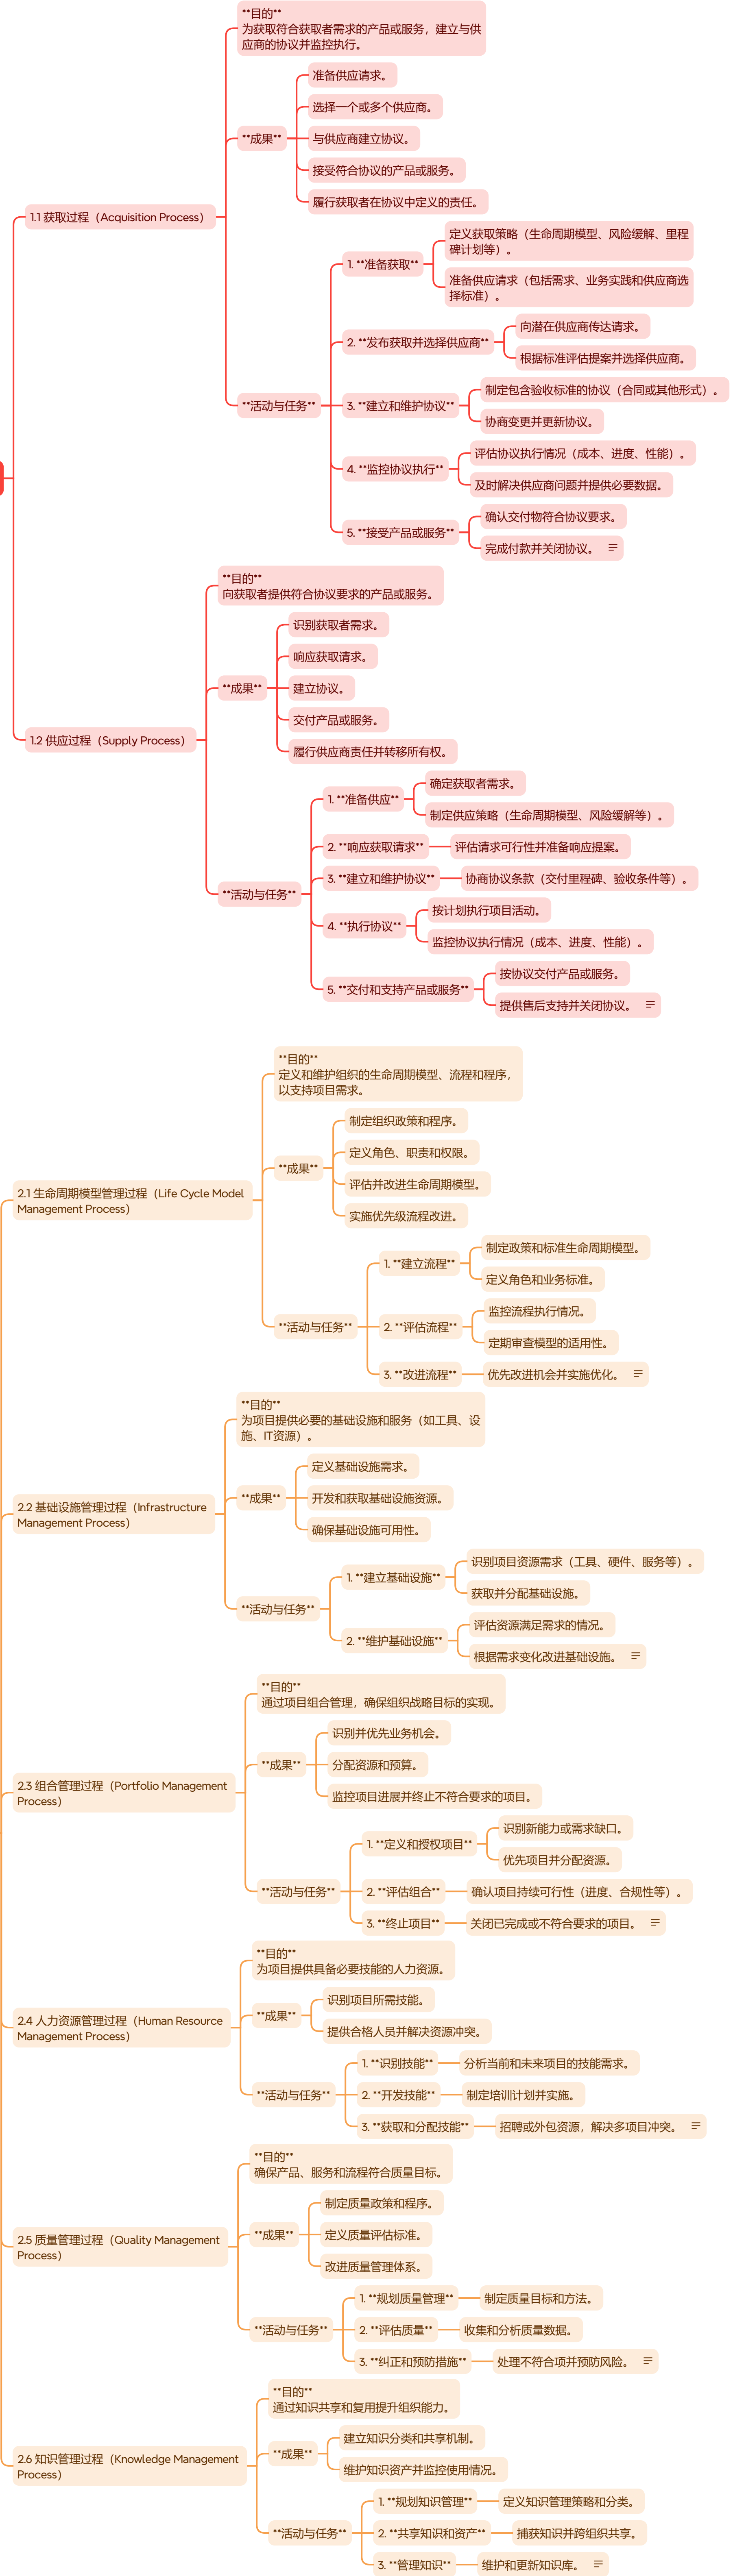 1.1 获取过程（Acquisition Process）
**目的**
为获取符合获取者需求的产品或服务，建立与供
应商的协议并监控执行。
**成果**
准备供应请求。
选择一个或多个供应商。
与供应商建立协议。
接受符合协议的产品或服务。
履行获取者在协议中定义的责任。
**活动与任务**
1. **准备获取**
定义获取策略（生命周期模型、风险缓解、里程
碑计划等）。
准备供应请求（包括需求、业务实践和供应商选
择标准）。
2. **发布获取并选择供应商**
向潜在供应商传达请求。
根据标准评估提案并选择供应商。
3. **建立和维护协议**
制定包含验收标准的协议（合同或其他形式）。
协商变更并更新协议。
4. **监控协议执行**
评估协议执行情况（成本、进度、性能）。
及时解决供应商问题并提供必要数据。
5. **接受产品或服务**
确认交付物符合协议要求。
完成付款并关闭协议。
1.2 供应过程（Supply Process）
**目的**
向获取者提供符合协议要求的产品或服务。
**成果**
识别获取者需求。
响应获取请求。
建立协议。
交付产品或服务。
履行供应商责任并转移所有权。
**活动与任务**
1. **准备供应**
确定获取者需求。
制定供应策略（生命周期模型、风险缓解等）。
2. **响应获取请求**
评估请求可行性并准备响应提案。
3. **建立和维护协议**
协商协议条款（交付里程碑、验收条件等）。
4. **执行协议**
按计划执行项目活动。
监控协议执行情况（成本、进度、性能）。
5. **交付和支持产品或服务**
按协议交付产品或服务。
提供售后支持并关闭协议。
2.1 生命周期模型管理过程（Life Cycle Model
Management Process）
**目的**
定义和维护组织的生命周期模型、流程和程序，
以支持项目需求。
**成果**
制定组织政策和程序。
定义角色、职责和权限。
评估并改进生命周期模型。
实施优先级流程改进。
**活动与任务**
1. **建立流程**
制定政策和标准生命周期模型。
定义角色和业务标准。
2. **评估流程**
监控流程执行情况。
定期审查模型的适用性。
3. **改进流程**
优先改进机会并实施优化。
2.2 基础设施管理过程（Infrastructure
Management Process）
**目的**
为项目提供必要的基础设施和服务（如工具、设
施、IT资源）。
**成果**
定义基础设施需求。
开发和获取基础设施资源。
确保基础设施可用性。
**活动与任务**
1. **建立基础设施**
识别项目资源需求（工具、硬件、服务等）。
获取并分配基础设施。
2. **维护基础设施**
评估资源满足需求的情况。
根据需求变化改进基础设施。
2.3 组合管理过程（Portfolio Management
Process）
**目的**
通过项目组合管理，确保组织战略目标的实现。
**成果**
识别并优先业务机会。
分配资源和预算。
监控项目进展并终止不符合要求的项目。
**活动与任务**
1. **定义和授权项目**
识别新能力或需求缺口。
优先项目并分配资源。
2. **评估组合**
确认项目持续可行性（进度、合规性等）。
3. **终止项目**
关闭已完成或不符合要求的项目。
2.4 人力资源管理过程（Human Resource
Management Process）
**目的**
为项目提供具备必要技能的人力资源。
**成果**
识别项目所需技能。
提供合格人员并解决资源冲突。
**活动与任务**
1. **识别技能**
分析当前和未来项目的技能需求。
2. **开发技能**
制定培训计划并实施。
3. **获取和分配技能**
招聘或外包资源，解决多项目冲突。
2.5 质量管理过程（Quality Management
Process）
**目的**
确保产品、服务和流程符合质量目标。
**成果**
制定质量政策和程序。
定义质量评估标准。
改进质量管理体系。
**活动与任务**
1. **规划质量管理**
制定质量目标和方法。
2. **评估质量**
收集和分析质量数据。
3. **纠正和预防措施**
处理不符合项并预防风险。
2.6 知识管理过程（Knowledge Management
Process）
**目的**
通过知识共享和复用提升组织能力。
**成果**
建立知识分类和共享机制。
维护知识资产并监控使用情况。
**活动与任务**
1. **规划知识管理**
定义知识管理策略和分类。
2. **共享知识和资产**
捕获知识并跨组织共享。
3. **管理知识**
维护和更新知识库。